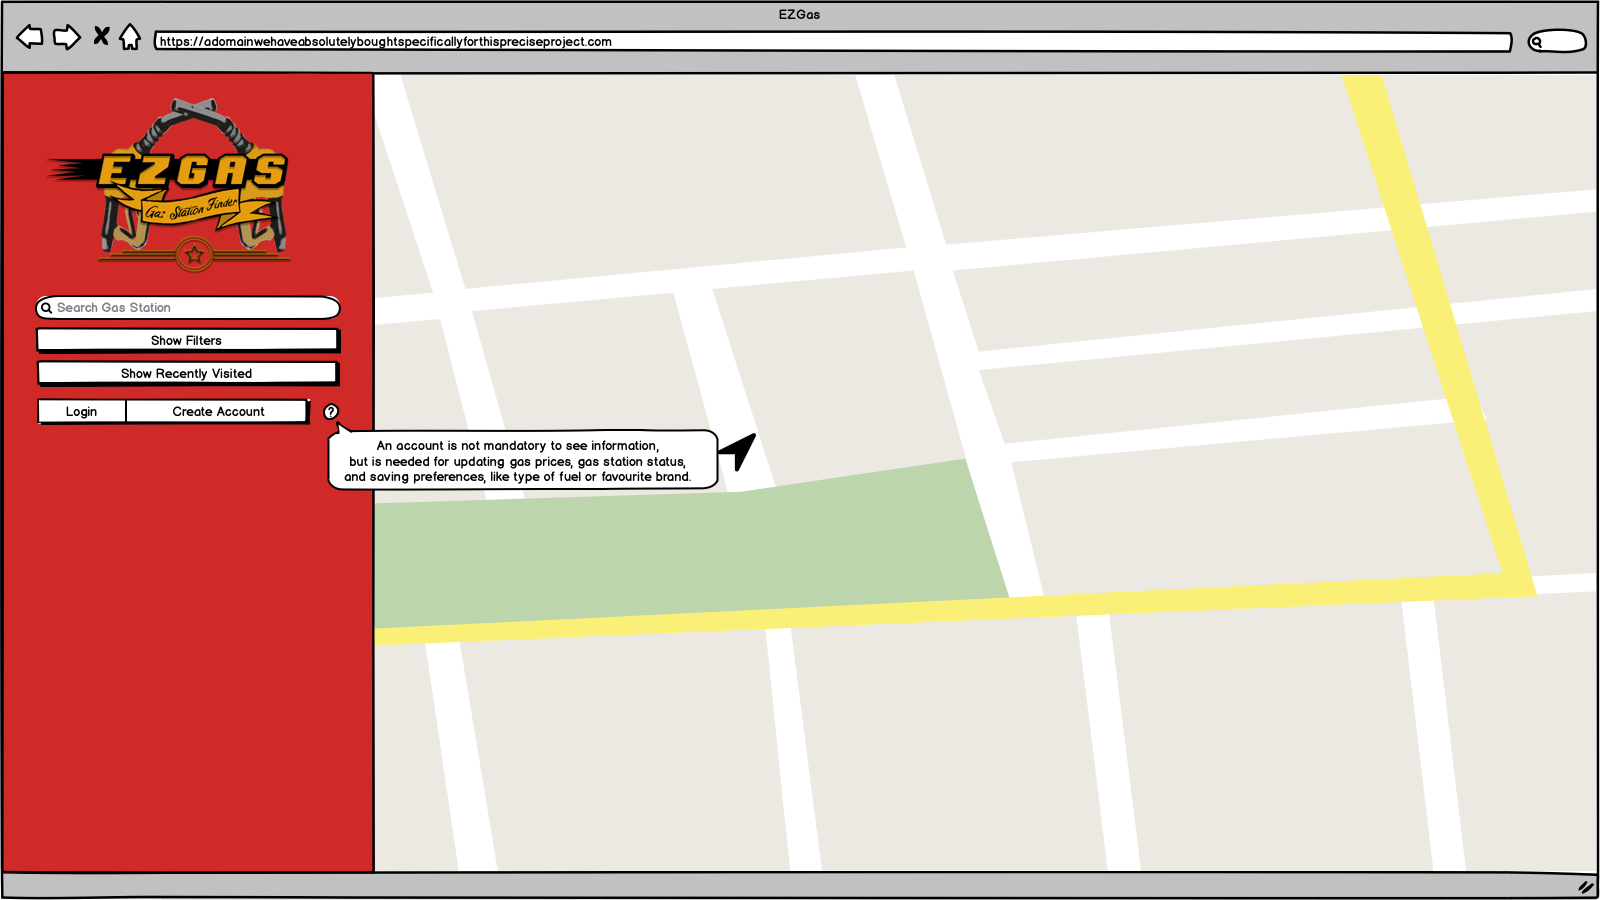 EZGas
https://adomainwehaveabsolutelyboughtspecificallyforthispreciseproject.com
EZGAS
Gas Station Finder
Search Gas Station
Show Filters
Show Recently Visited
Login Create Account ?
An account is not mandatory to see information,
but is needed for updating gas prices, gas station status,
and saving preferences, like type of fuel or favourite brand.